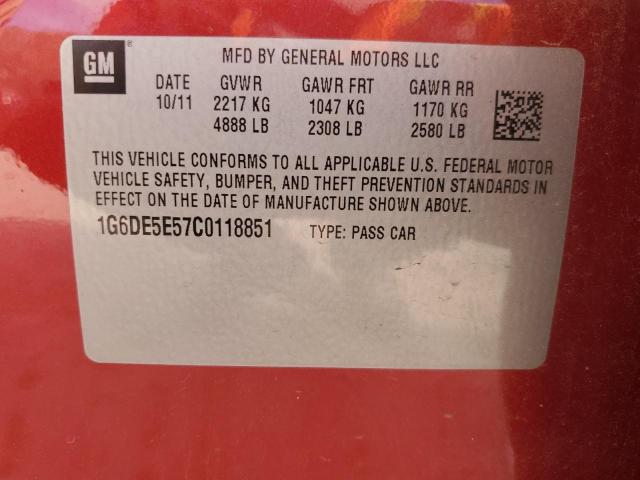 GM ®
MFD BY GENERAL MOTORS LLC
DATE GVWR GAWR FRT GAWR RR
10/11 2217 KG 1047 KG 1170 KG
4888 LB 2308 LB 2580 LB
THIS VEHICLE CONFORMS TO ALL APPLICABLE U.S. FEDERAL MOTOR
VEHICLE SAFETY, BUMPER, AND THEFT PREVENTION STANDARDS IN
EFFECT ON THE DATE OF MANUFACTURE SHOWN ABOVE.
1G6DE5E57C0118851 TYPE: PASS CAR